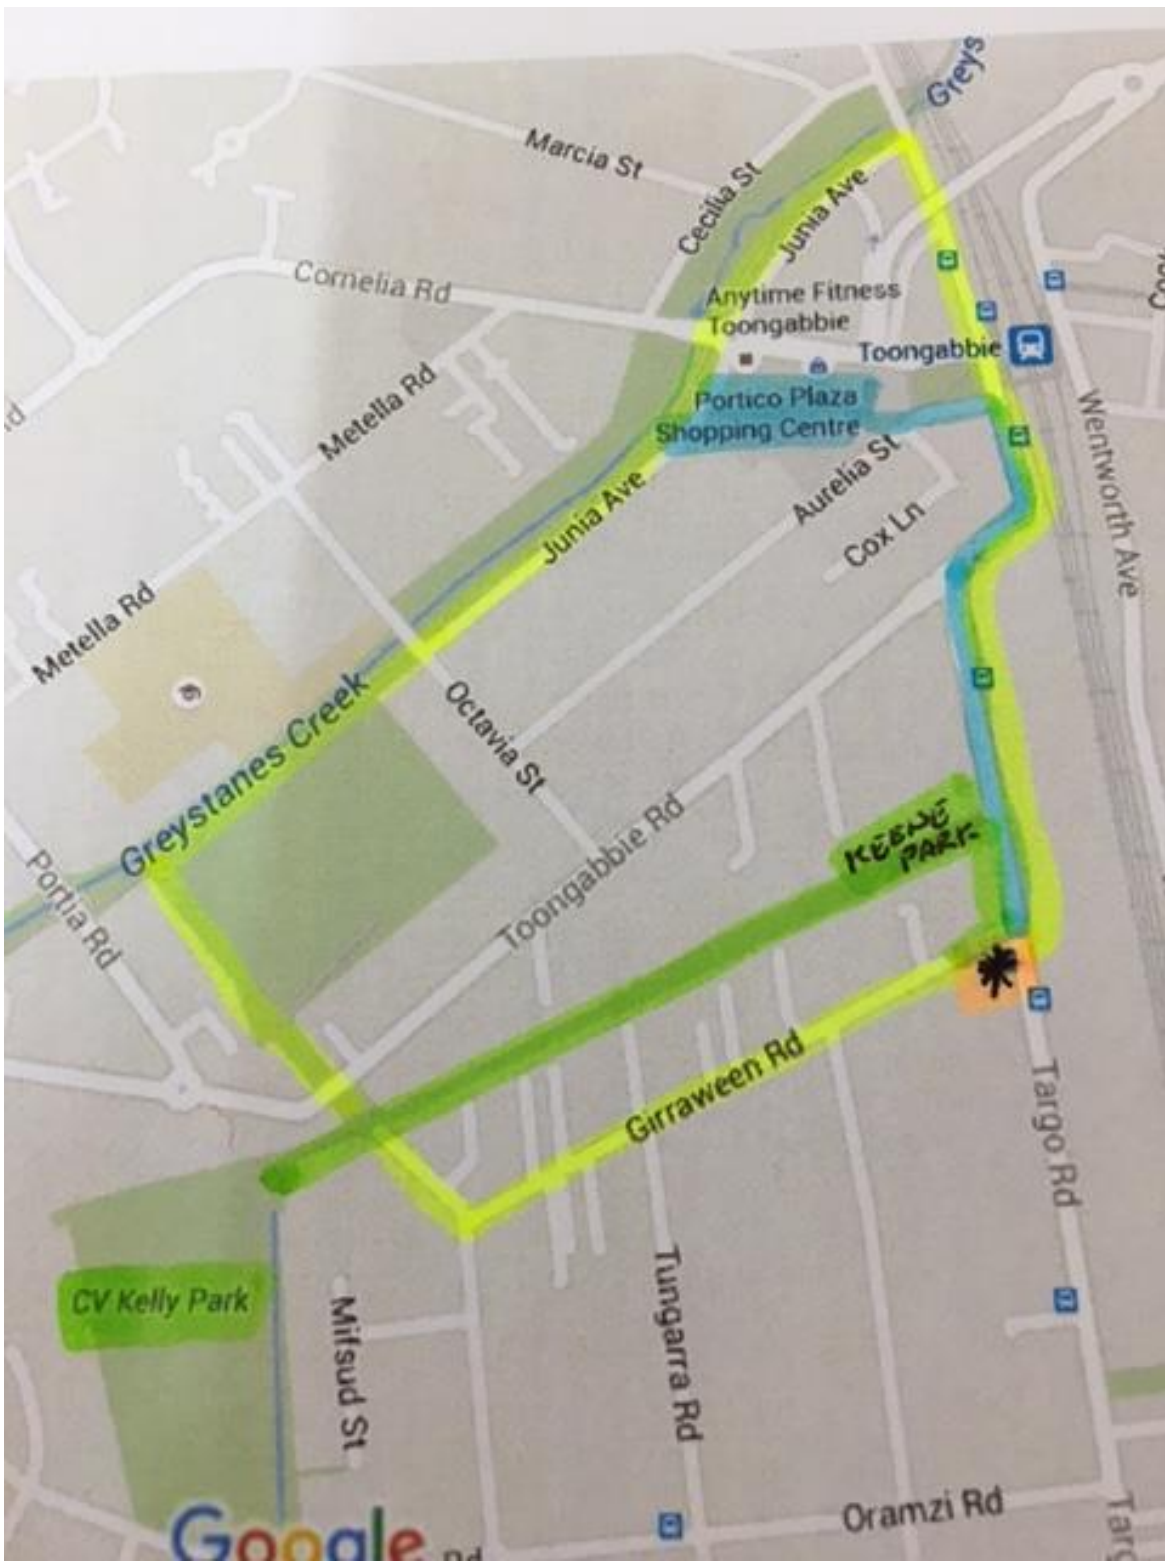 Greys
Marcia St
Cecilia St
Junia Ave
Cornelia Rd
Anytime Fitness
Toongabbie
Toongabbie
Metella Rd
Portico Plaza
Shopping Centre
Wentworth Ave
Aurelia St
Junia Ave
Cox Ln
Metella Rd
Greystanes Creek
Octavia St
KEENE
PARK
Toongabbie Rd
Portia Rd
Girraween Rd
Targo Rd
CV Kelly Park
Mifsud St
Tungarra Rd
Oramzi Rd
Google
Rd